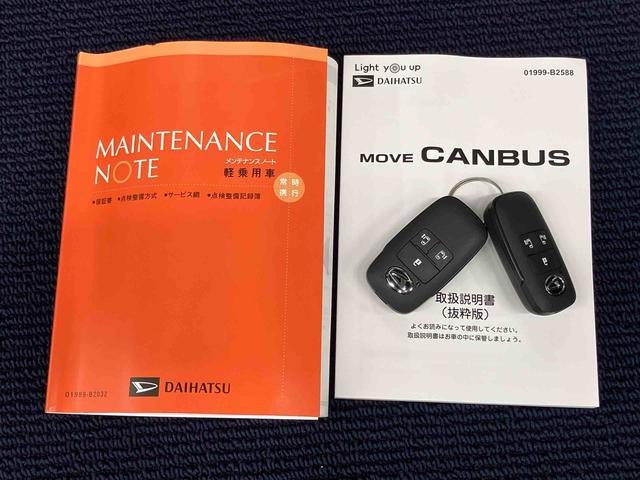 MAINTENANCE
NOTE
メンテナンスノート
軽乗用車
常時
携行
•保証書 •点検整備方式 •サービス網 •点検整備記録簿
DAIHATSU
01989-B2032
Light you up
DAIHATSU
01999-B2588
MOVE CANBUS
取扱説明書
（抜粋版）
よくお読みになって使用してください。
取扱説明書はお車の中に保管しましょう。